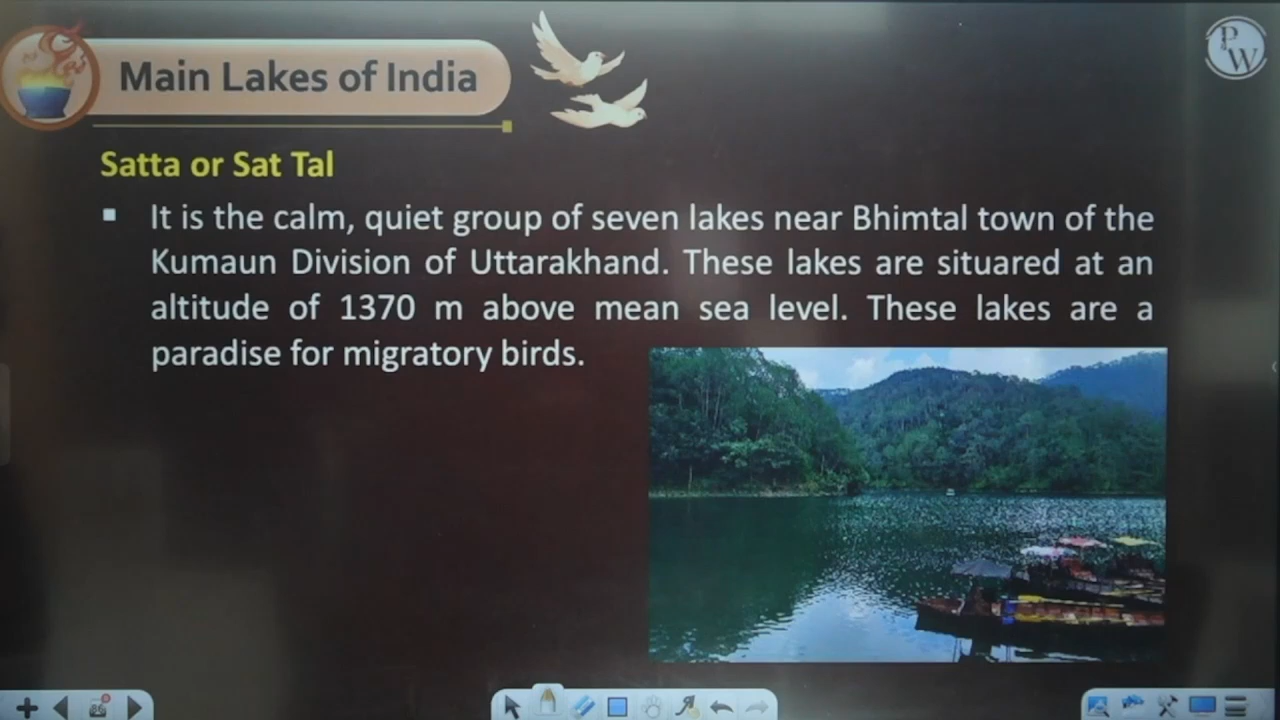 Main Lakes of India
PW
Satta or Sat Tal
It is the calm, quiet group of seven lakes near Bhimtal town of the
Kumaun Division of Uttarakhand. These lakes are situared at an
altitude of 1370 m above mean sea level. These lakes are a
paradise for migratory birds.